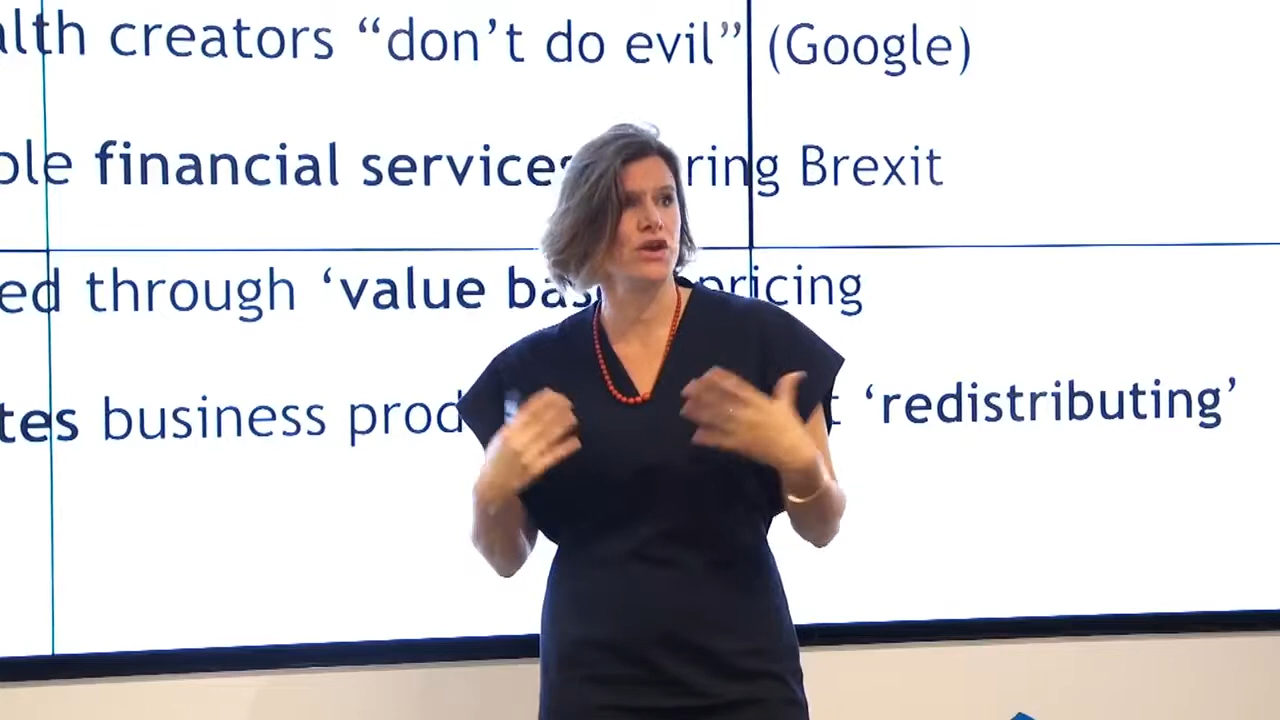 alth creators “don’t do evil” (Google)
financial services ring Brexit
ed through ‘value bas pricing
tes business prod t ‘redistributing’